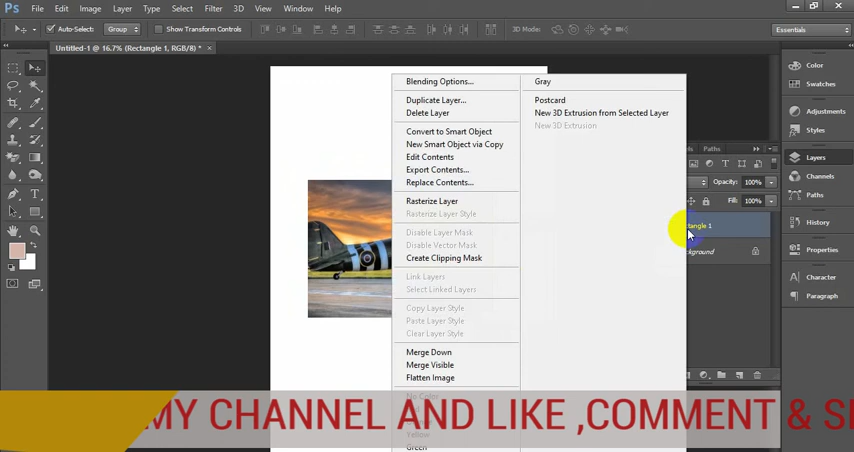 Ps File Edit Image Layer Type Select Filter 3D View Window Help
Auto-Select: Group Show Transform Controls 3D Mode: Essentials
Untitled-1 @ 16.7% (Rectangle 1, RGB/8) * ×
Color
Swatches
Adjustments
Styles
Layers
Channels
Paths
History
Properties
Character
Paragraph
Paths
Opacity: 100%
Fill: 100%
tangle 1
ckground
Blending Options...
Duplicate Layer...
Delete Layer
Convert to Smart Object
New Smart Object via Copy
Edit Contents
Export Contents...
Replace Contents...
Rasterize Layer
Rasterize Layer Style
Disable Layer Mask
Disable Vector Mask
Create Clipping Mask
Link Layers
Select Linked Layers
Copy Layer Style
Paste Layer Style
Clear Layer Style
Merge Down
Merge Visible
Flatten Image
No Color
Yellow
Green
Gray
Postcard
New 3D Extrusion from Selected Layer
New 3D Extrusion
MY CHANNEL AND LIKE ,COMMENT & S